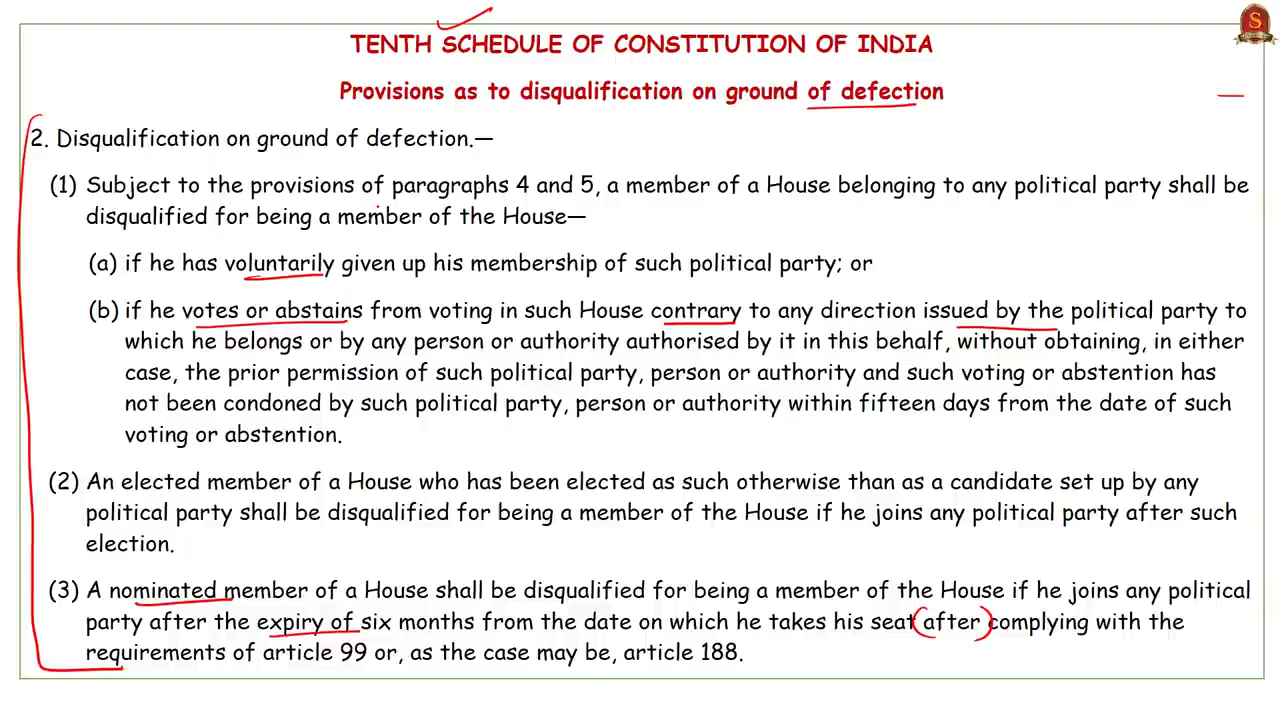 TENTH SCHEDULE OF CONSTITUTION OF INDIA
Provisions as to disqualification on ground of defection
2. Disqualification on ground of defection.—
(1) Subject to the provisions of paragraphs 4 and 5, a member of a House belonging to any political party shall be
disqualified for being a member of the House—
(a) if he has voluntarily given up his membership of such political party; or
(b) if he votes or abstains from voting in such House contrary to any direction issued by the political party to
which he belongs or by any person or authority authorised by it in this behalf, without obtaining, in either
case, the prior permission of such political party, person or authority and such voting or abstention has
not been condoned by such political party, person or authority within fifteen days from the date of such
voting or abstention.
(2) An elected member of a House who has been elected as such otherwise than as a candidate set up by any
political party shall be disqualified for being a member of the House if he joins any political party after such
election.
(3) A nominated member of a House shall be disqualified for being a member of the House if he joins any political
party after the expiry of six months from the date on which he takes his seat after complying with the
requirements of article 99 or, as the case may be, article 188.